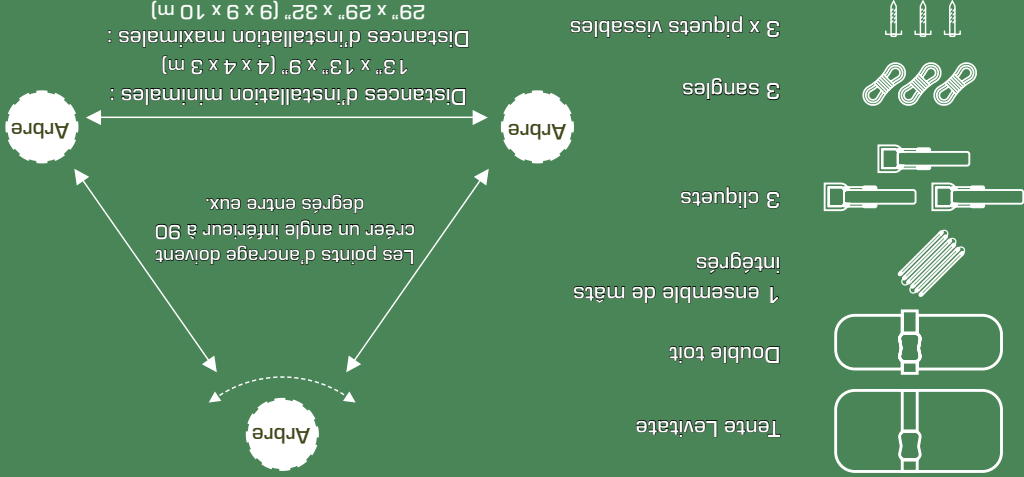 Tente Levitate
Double toit
1 ensemble de mâts
intégrés
3 cliquets
3 sangles
3 x piquets vissables
Arbre
Les points d'ancrage doivent
créer un angle inférieur à 90
degrés entre eux.
Arbre
Arbre
Distances d'installation minimales :
13” x 13” x 9” (4 x 4 x 3 m)
Distances d'installation maximales :
29” x 29” x 32” (9 x 9 x 10 m)